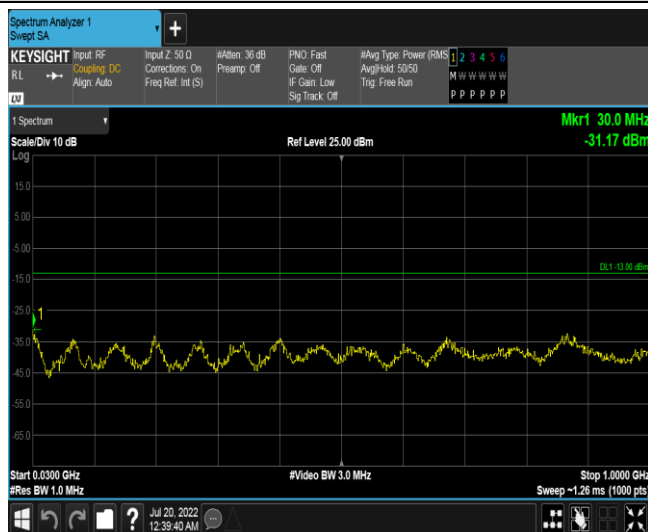 Spectrum Analyzer 1
Swept SA
+
KEYSIGHT
RL
LXI
Input: RF
Coupling: DC
Align: Auto
Input Z: 50 Ω
Corrections: On
Freq Ref: Int (S)
#Atten: 36 dB
Preamp: Off
PNO: Fast
Gate: Off
IF Gain: Low
Sig Track: Off
#Avg Type: Power (RMS
Avg|Hold: 50/50
Trig: Free Run
1 2 3 4 5 6
M W W W W W
P P P P P P
1 Spectrum
Mkr1 30.0 MHz
-31.17 dBm
Scale/Div 10 dB
Ref Level 25.00 dBm
Log
15.0
5.00
-5.00
DL1 -13.00 dBm
-15.0
-25.0
1
-35.0
-45.0
-55.0
-65.0
Start 0.0300 GHz
#Video BW 3.0 MHz
Stop 1.0000 GHz
#Res BW 1.0 MHz
Sweep ~1.26 ms (1000 pts)
?
Jul 20, 2022
12:39:40 AM